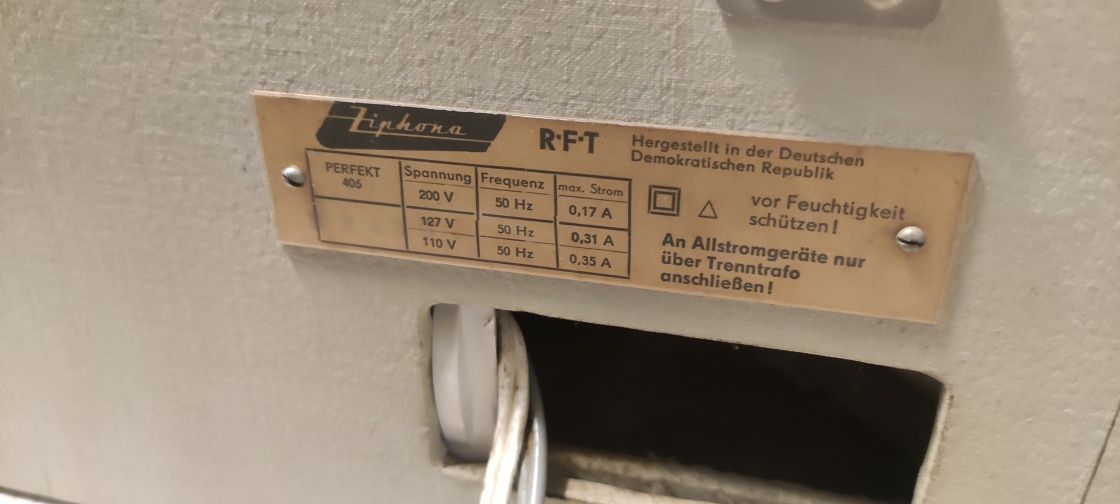 Ziphona
R·F·T
Hergestellt in der Deutschen
Demokratischen Republik
PERFEKT
406
Spannung
Frequenz
max. Strom
200 V
50 Hz
0,17 A
127 V
50 Hz
0,31 A
110 V
50 Hz
0,35 A
vor Feuchtigkeit
schützen!
An Allstromgeräte nur
über Trenntrafo
anschließen!